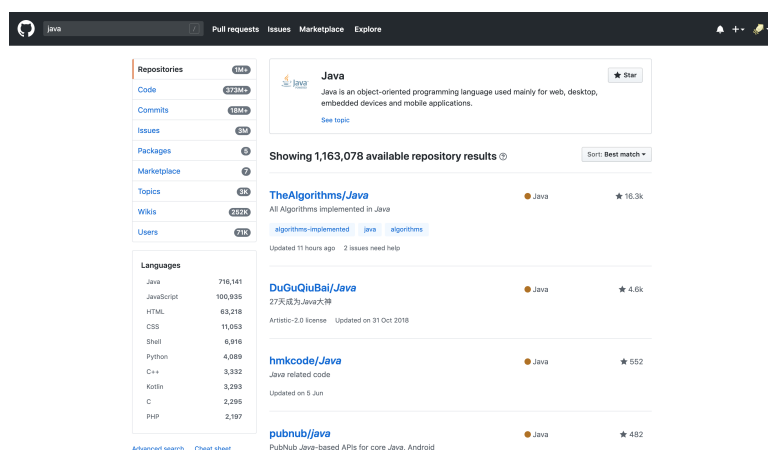 java / Pull requests Issues Marketplace Explore
Repositories 1M+
Code 373M+
Commits 18M+
Issues 3M
Packages 5
Marketplace 7
Topics 3K
Wikis 252K
Users 71K
Languages
Java 716,141
JavaScript 100,935
HTML 63,218
CSS 11,053
Shell 6,916
Python 4,089
C++ 3,332
Kotlin 3,293
C 2,295
PHP 2,197
Advanced search Cheat sheet
Java
Java
Star
Java is an object-oriented programming language used mainly for web, desktop,
embedded devices and mobile applications.
See topic
Showing 1,163,078 available repository results
Sort: Best match
TheAlgorithms/Java Java 16.3k
All Algorithms implemented in Java
algorithms-implemented java algorithms
Updated 11 hours ago 2 issues need help
DuGuQiuBai/Java Java 4.6k
27天成为Java大神
Artistic-2.0 license Updated on 31 Oct 2018
hmkcode/Java Java 552
Java related code
Updated on 5 Jun
pubnub/java Java 482
PubNub Java-based APIs for core Java, Android